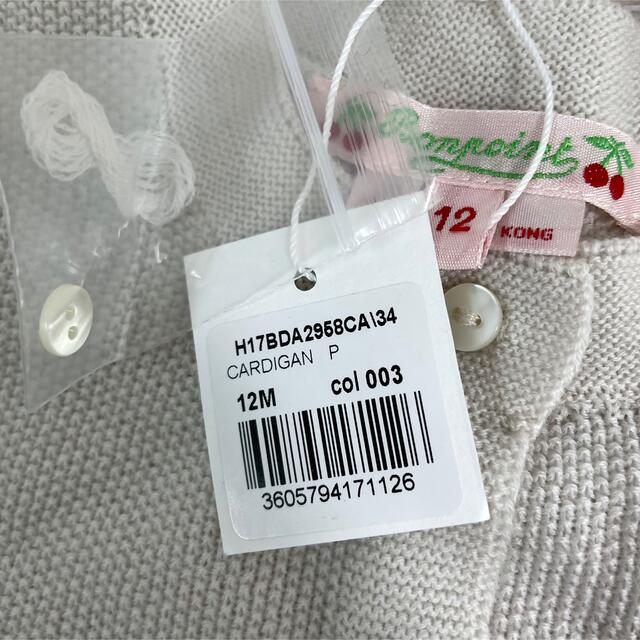 Bonpoint
12
KONG
H17BDA2958CA\34
CARDIGAN P
12M col 003
3605794171126